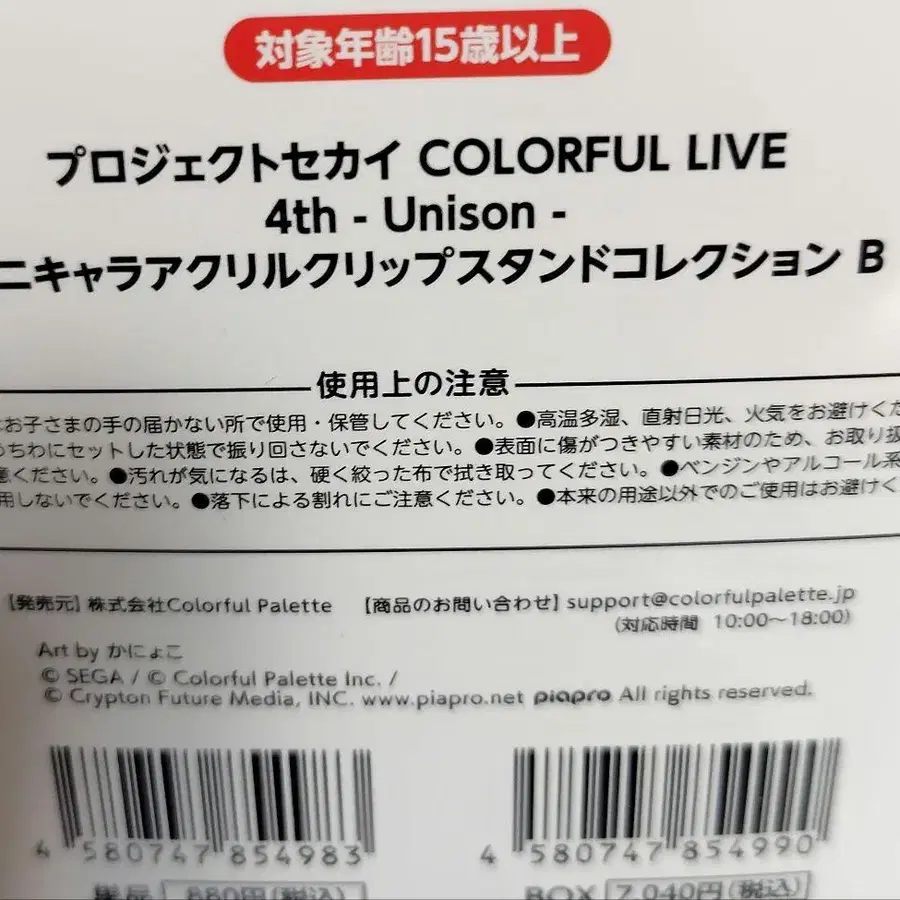 対象年齢15歳以上
プロジェクトセカイ COLORFUL LIVE
4th - Unison -
ニキャラアクリルクリップスタンドコレクション B
使用上の注意
お子さまの手の届かない所で使用・保管してください。●高温多湿、直射日光、火気をお避けくだ
うちわにセットした状態で振り回さないでください。●表面に傷がつきやすい素材のため、お取り扱
意ください。●汚れが気になるは、硬く絞った布で拭き取ってください。●ベンジンやアルコール系
用しないでください。●落下による割れにご注意ください。●本来の用途以外でのご使用はお避けく
【発売元】株式会社Colorful Palette 【商品のお問い合わせ】support@colorfulpalette.jp
(対応時間 10:00〜18:00)
Art by かにょこ
© SEGA / © Colorful Palette Inc. /
© Crypton Future Media, INC. www.piapro.net piapro All rights reserved.
4 580747 854983 4 580747 854990
単品 880円(税込) BOX 7,040円(税込)